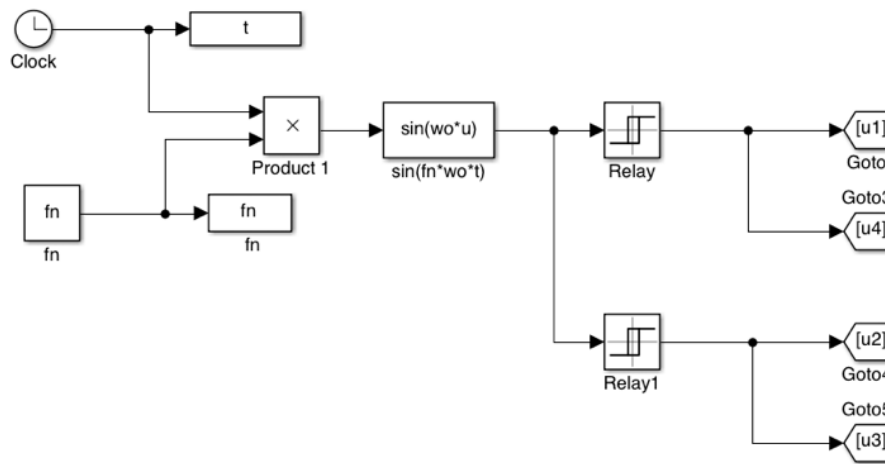 t
Clock
×
Product 1
sin(wo*u)
sin(fn*wo*t)
fn
fn
fn
fn
Relay
[u1]
Goto
Goto3
[u4]
Relay1
[u2]
Goto4
Goto5
[u3]